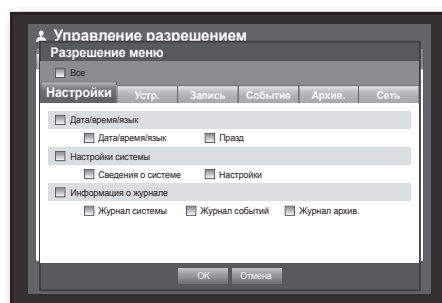 Управление разрешением
Разрешение меню
Все
Настройки Устр. Запись Событие Архив. Сеть
Дата/время/язык
Дата/время/язык Празд
Настройки системы
Сведения о системе Настройки
Информация о журнале
Журнал системы Журнал событий Журнал архив.
OK Отмена